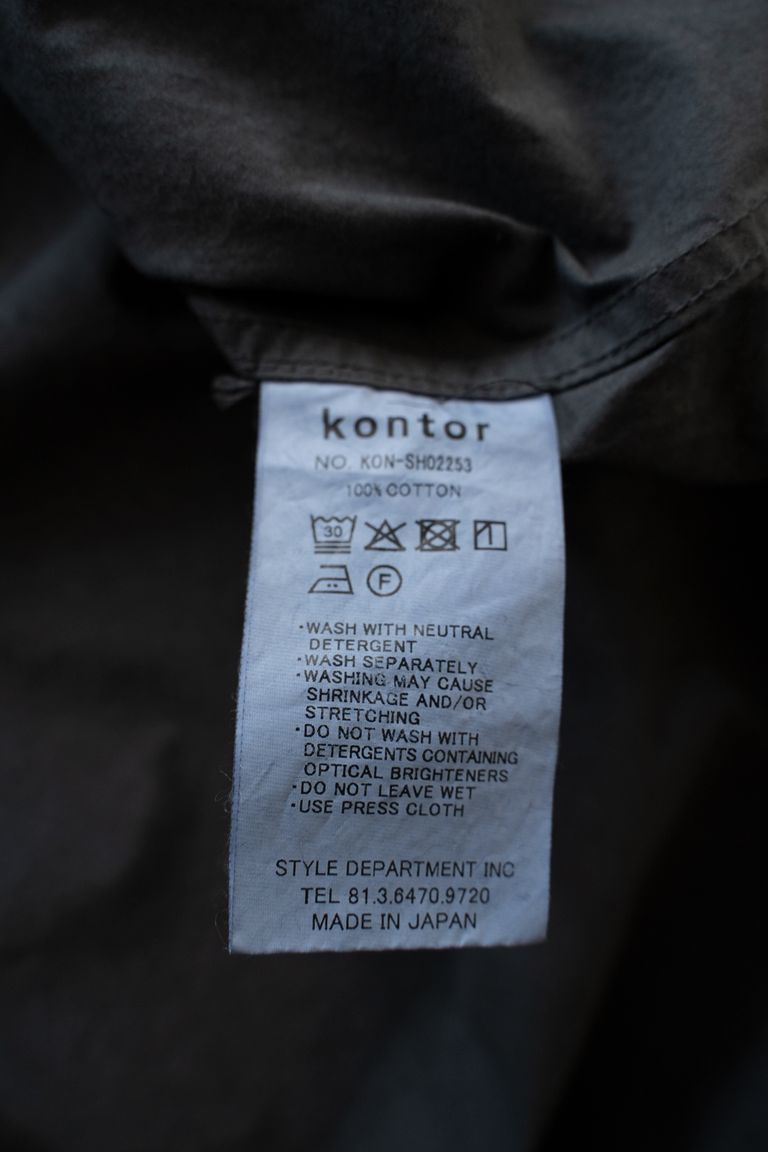 kontor
NO. KON-SH02253
100% COTTON
30
F
·WASH WITH NEUTRAL
DETERGENT
·WASH SEPARATELY
·WASHING MAY CAUSE
SHRINKAGE AND/OR
STRETCHING
·DO NOT WASH WITH
DETERGENTS CONTAINING
OPTICAL BRIGHTENERS
·DO NOT LEAVE WET
·USE PRESS CLOTH
STYLE DEPARTMENT INC
TEL 81.3.6470.9720
MADE IN JAPAN